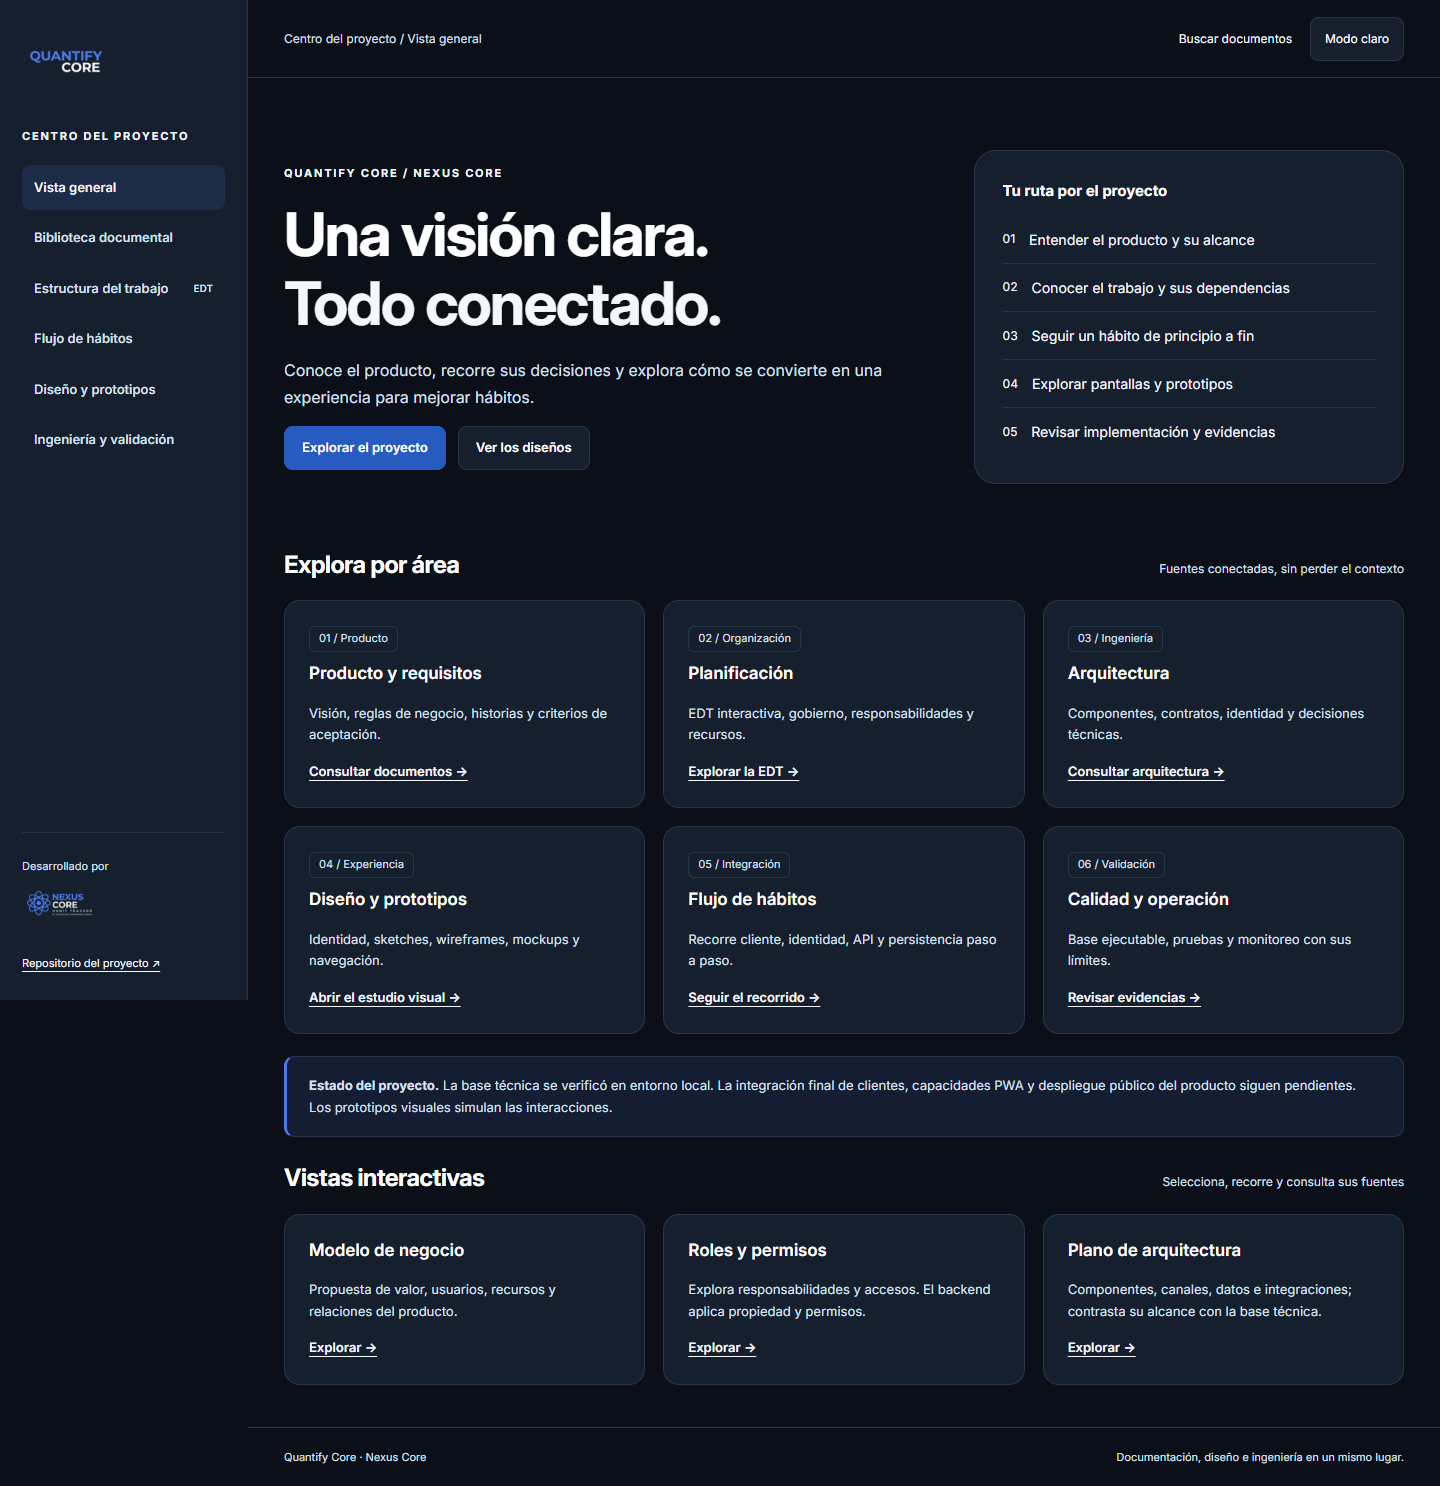 QUANTIFY
CORE
CENTRO DEL PROYECTO
Vista general
Biblioteca documental
Estructura del trabajo EDT
Flujo de hábitos
Diseño y prototipos
Ingeniería y validación
Desarrollado por
NEXUS
CORE
HABIT TRACKER
Repositorio del proyecto ↗
Centro del proyecto / Vista general
Buscar documentos
Modo claro
QUANTIFY CORE / NEXUS CORE
Una visión clara.
Todo conectado.
Conoce el producto, recorre sus decisiones y explora cómo se convierte en una
experiencia para mejorar hábitos.
Explorar el proyecto
Ver los diseños
Tu ruta por el proyecto
01 Entender el producto y su alcance
02 Conocer el trabajo y sus dependencias
03 Seguir un hábito de principio a fin
04 Explorar pantallas y prototipos
05 Revisar implementación y evidencias
Explora por área
Fuentes conectadas, sin perder el contexto
01 / Producto
Producto y requisitos
Visión, reglas de negocio, historias y criterios de
aceptación.
Consultar documentos →
02 / Organización
Planificación
EDT interactiva, gobierno, responsabilidades y
recursos.
Explorar la EDT →
03 / Ingeniería
Arquitectura
Componentes, contratos, identidad y decisiones
técnicas.
Consultar arquitectura →
04 / Experiencia
Diseño y prototipos
Identidad, sketches, wireframes, mockups y
navegación.
Abrir el estudio visual →
05 / Integración
Flujo de hábitos
Recorre cliente, identidad, API y persistencia paso
a paso.
Seguir el recorrido →
06 / Validación
Calidad y operación
Base ejecutable, pruebas y monitoreo con sus
límites.
Revisar evidencias →
Estado del proyecto. La base técnica se verificó en entorno local. La integración final de clientes, capacidades PWA y despliegue público del producto siguen pendientes.
Los prototipos visuales simulan las interacciones.
Vistas interactivas
Selecciona, recorre y consulta sus fuentes
Modelo de negocio
Propuesta de valor, usuarios, recursos y
relaciones del producto.
Explorar →
Roles y permisos
Explora responsabilidades y accesos. El backend
aplica propiedad y permisos.
Explorar →
Plano de arquitectura
Componentes, canales, datos e integraciones;
contrasta su alcance con la base técnica.
Explorar →
Quantify Core · Nexus Core
Documentación, diseño e ingeniería en un mismo lugar.